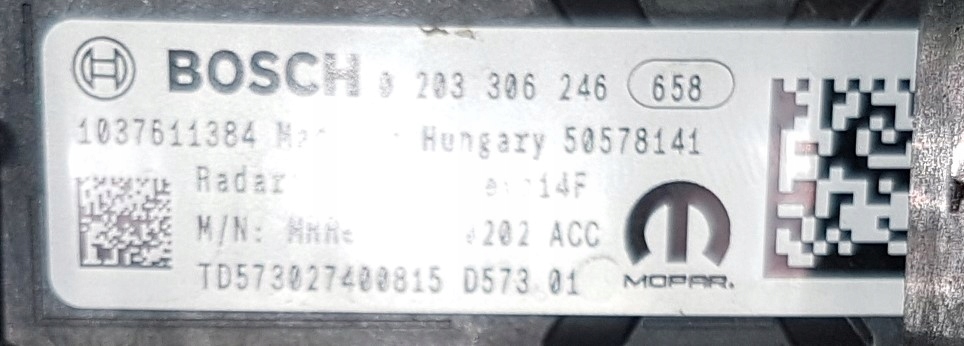 BOSCH 0 203 306 246 658
1037611384 Hungary 50578141
Radar 14F
M/N: 202 ACC
TD573027400815 D573 01
MOPAR.